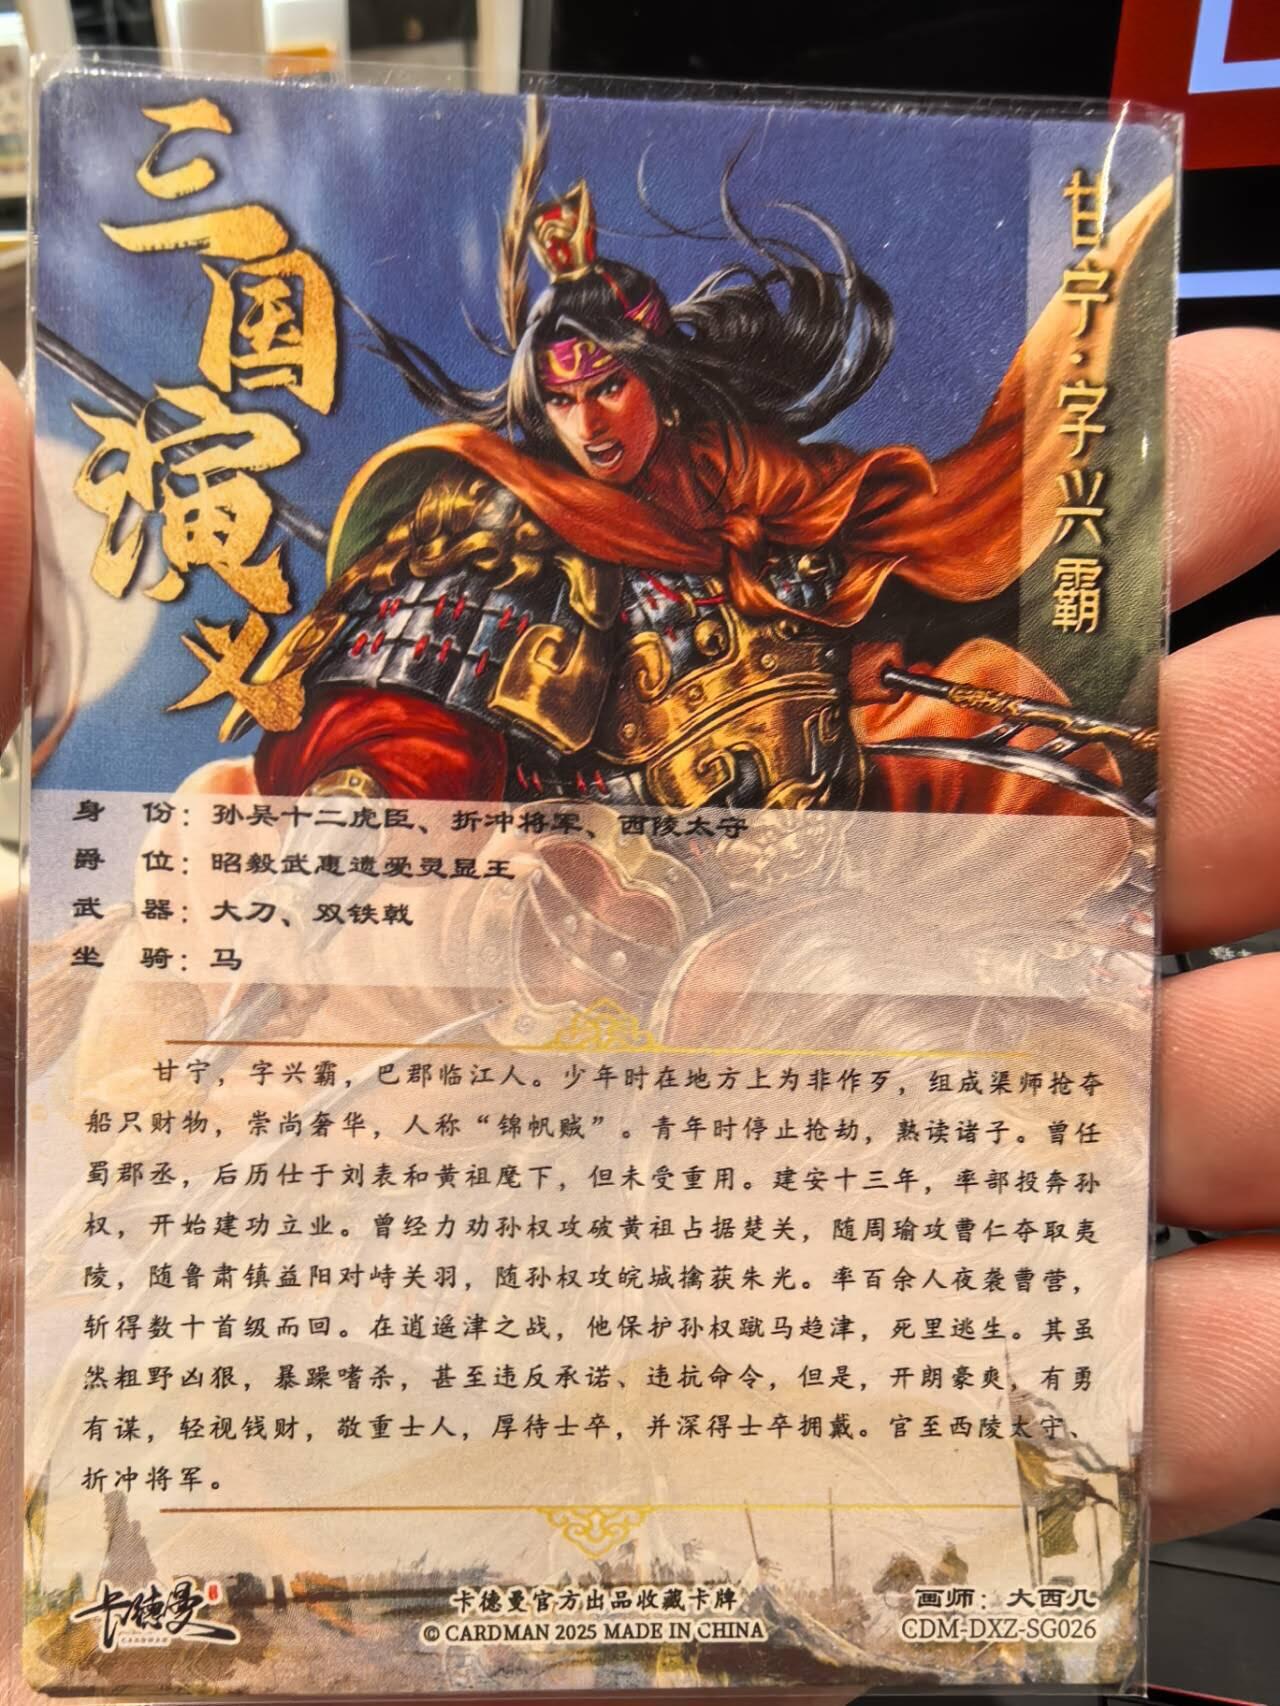 三国演义
甘宁·字兴霸
身 份：孙吴十二虎臣、折冲将军、西陵太守
爵 位：昭毅武惠遗爱灵显王
武 器：大刀、双铁戟
坐 骑：马
甘宁，字兴霸，巴郡临江人。少年时在地方上为非作歹，组成渠师抢夺
船只财物，崇尚奢华，人称“锦帆贼”。青年时停止抢劫，熟读诸子。曾任
蜀郡丞，后历仕于刘表和黄祖麾下，但未受重用。建安十三年，率部投奔孙
权，开始建功立业。曾经力劝孙权攻破黄祖占据楚关，随周瑜攻曹仁夺取夷
陵，随鲁肃镇益阳对峙关羽，随孙权攻皖城擒获朱光。率百余人夜袭曹营，
斩得数十首级而回。在逍遥津之战，他保护孙权蹴马趋津，死里逃生。其虽
然粗野凶狠，暴躁嗜杀，甚至违反承诺、违抗命令，但是，开朗豪爽，有勇
有谋，轻视钱财，敬重士人，厚待士卒，并深得士卒拥戴。官至西陵太守、
折冲将军。
卡德曼
卡德曼官方出品收藏卡牌
© CARDMAN 2025 MADE IN CHINA
画师：大西几
CDM-DXZ-SG026